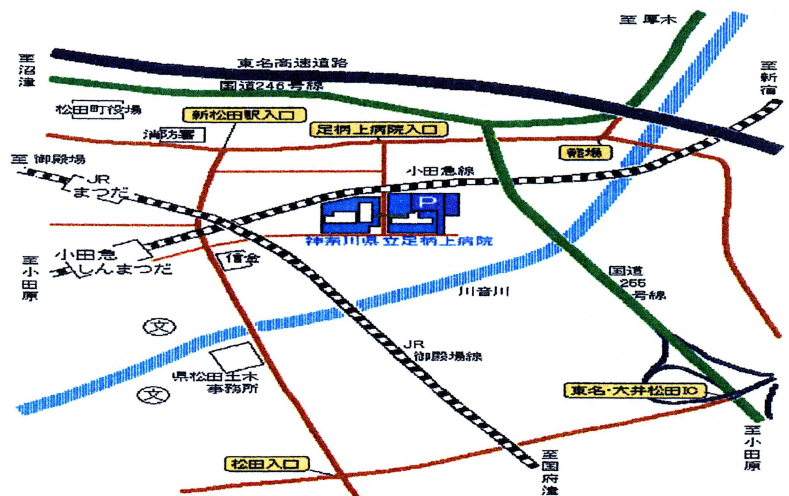 至 厚木
至沼津
東名高速道路
国道246号線
至新宿
松田町役場
新松田駅入口
消防署
足柄上病院入口
籠場
至 御殿場
JR
まつだ
小田急線
P
神奈川県立足柄上病院
小田急
しんまつだ
至小田原
信金
国道
255
号線
川音川
文
JR
御殿場線
県松田土木
事務所
文
東名・大井松田IC
松田入口
至国府津
至小田原